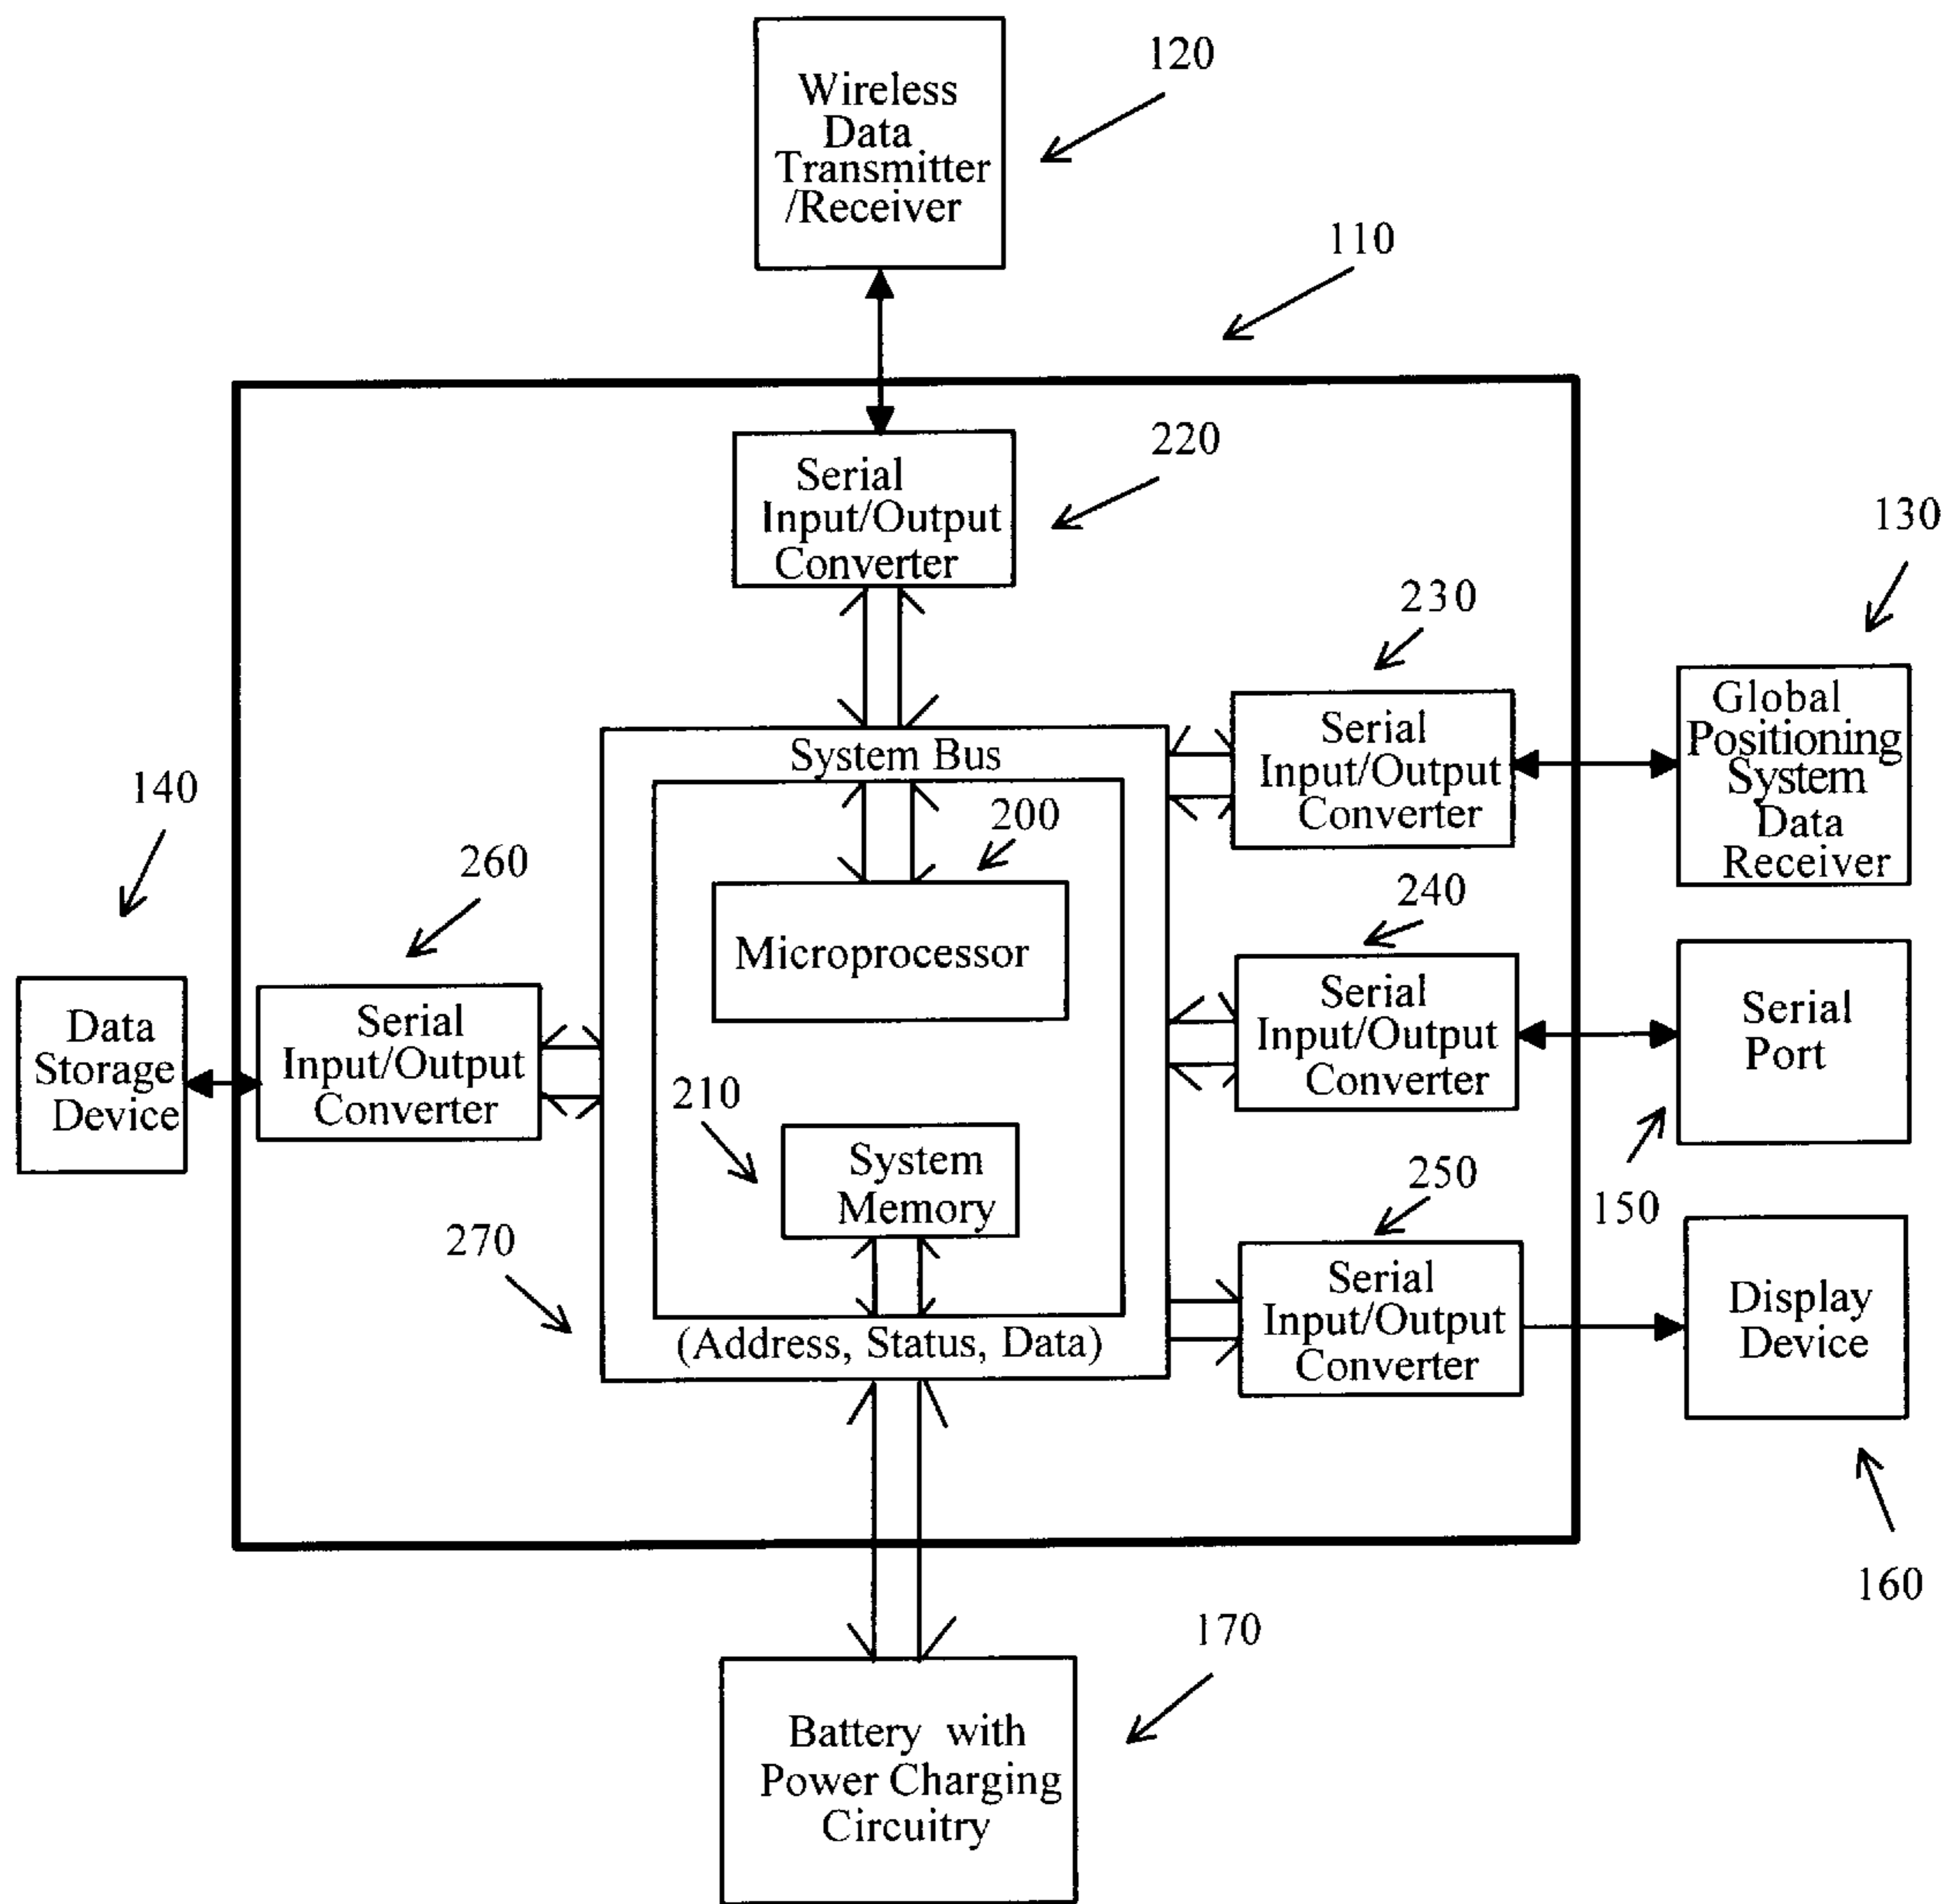 120
Wireless
Data
Transmitter
/Receiver
110
220
Serial
Input/Output
Converter
130
230
Global
Positioning
System
Data
Receiver
Serial
Input/Output
Converter
System Bus
140
200
260
240
Microprocessor
Data
Storage
Device
Serial
Input/Output
Converter
Serial
Input/Output
Converter
Serial
Port
210
System
Memory
250
150
270
Serial
Input/Output
Converter
Display
Device
(Address, Status, Data)
160
170
Battery with
Power Charging
Circuitry